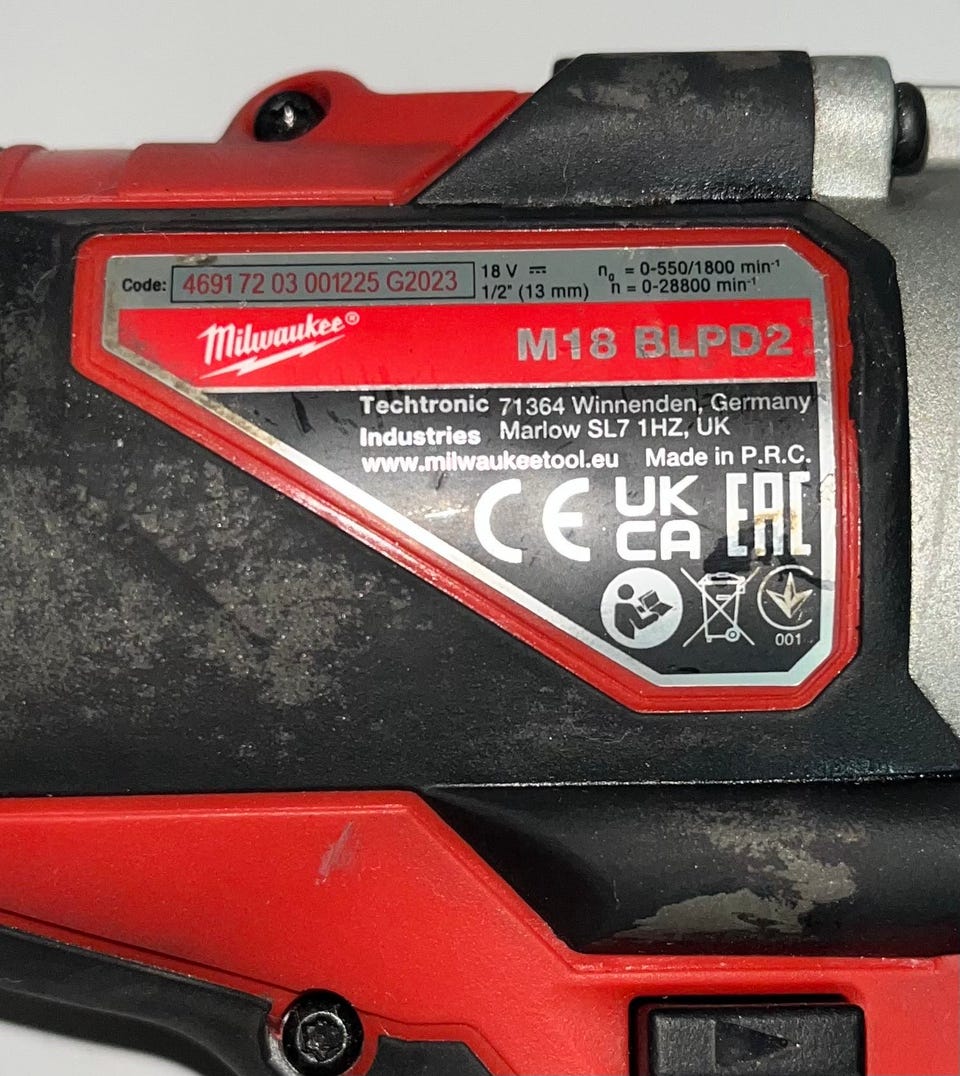 Code: 4691 72 03 001225 G2023
18 V ⎓ n₀ = 0-550/1800 min⁻¹
1/2" (13 mm) n = 0-28800 min⁻¹
Milwaukee®
M18 BLPD2
Techtronic 71364 Winnenden, Germany
Industries Marlow SL7 1HZ, UK
www.milwaukeetool.eu Made in P.R.C.
CE UK CA EAC
001